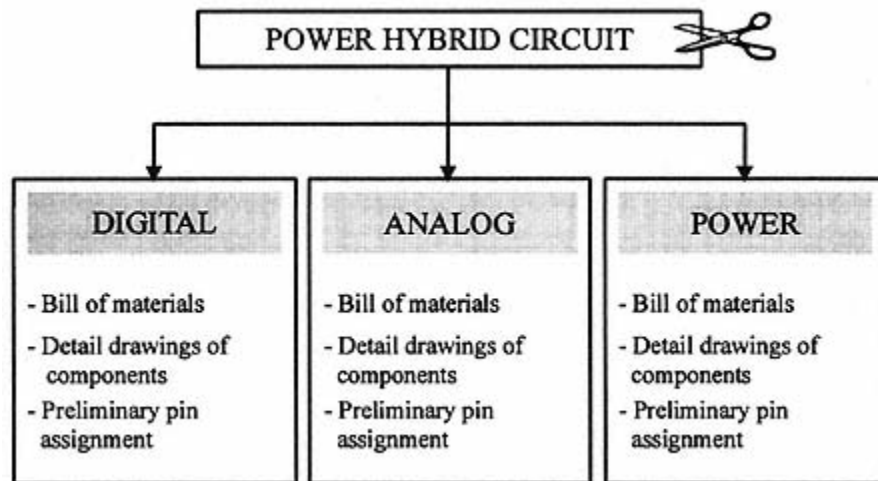 POWER HYBRID CIRCUIT
DIGITAL
- Bill of materials
- Detail drawings of
components
- Preliminary pin
assignment
ANALOG
- Bill of materials
- Detail drawings of
components
- Preliminary pin
assignment
POWER
- Bill of materials
- Detail drawings of
components
- Preliminary pin
assignment